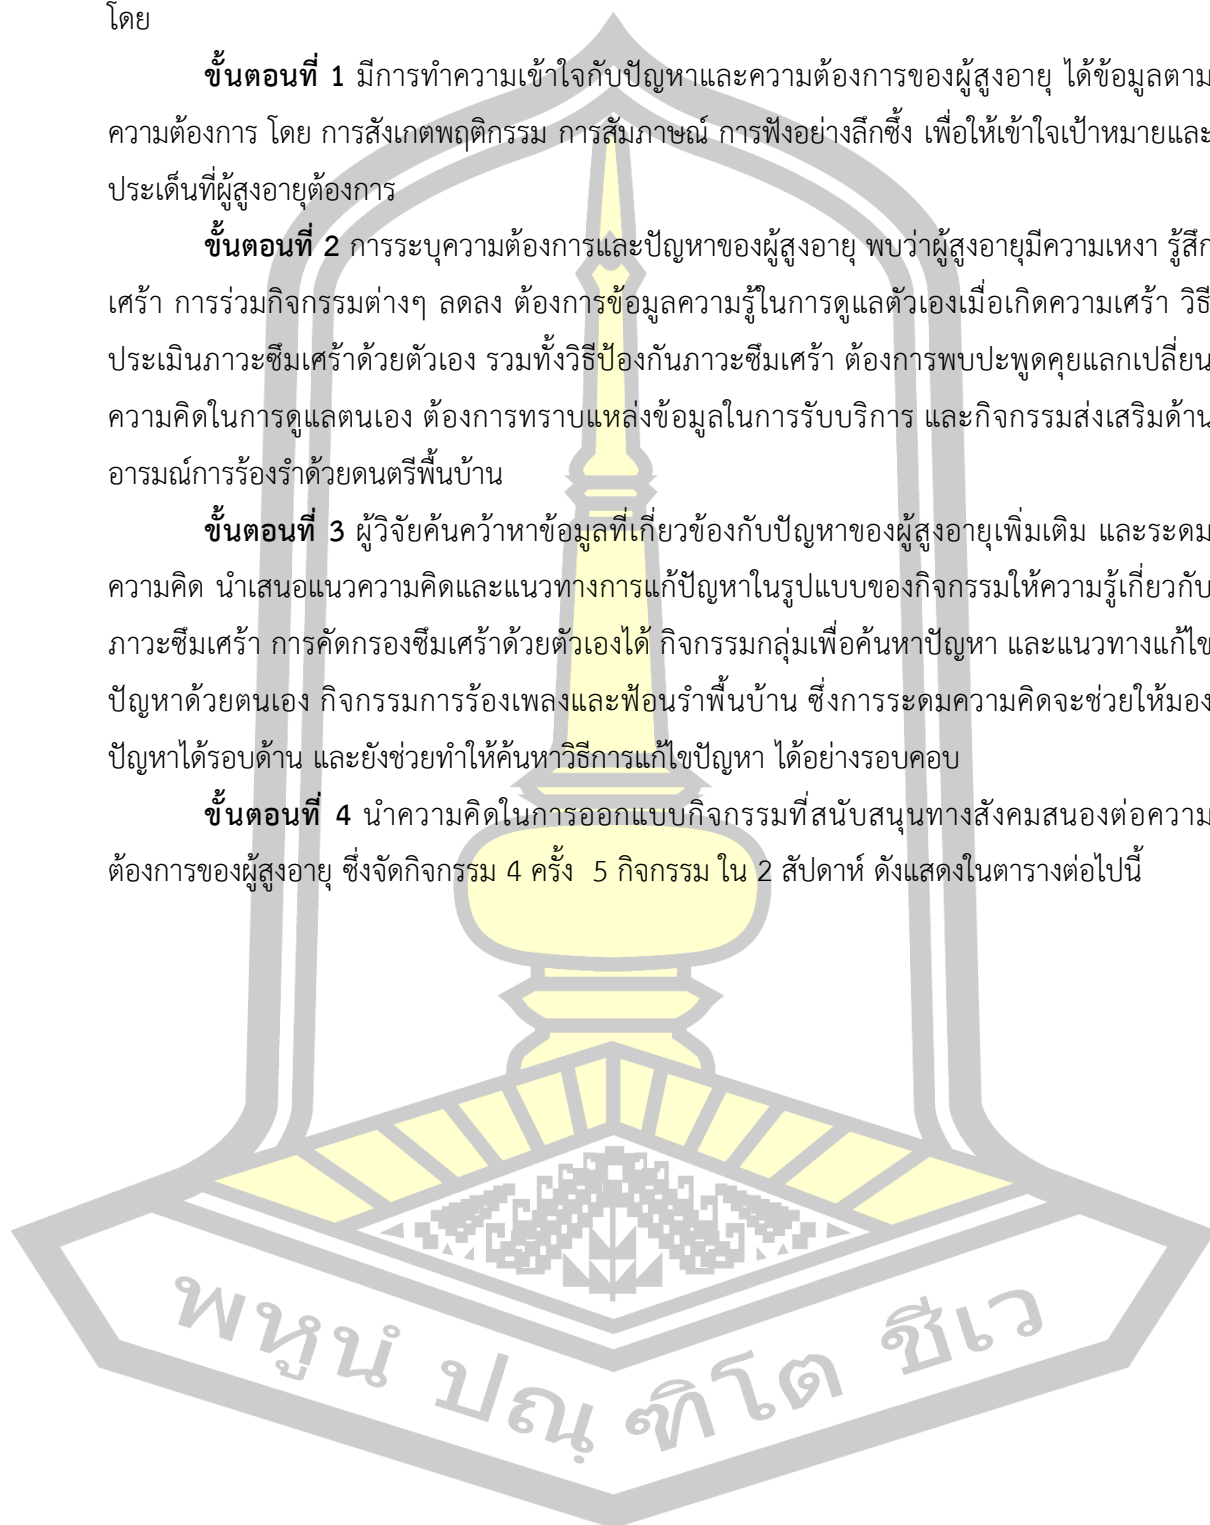 โดย
ขั้นตอนที่ 1 มีการทำความเข้าใจกับปัญหาและความต้องการของผู้สูงอายุ ได้ข้อมูลตาม
ความต้องการ โดย การสังเกตพฤติกรรม การสัมภาษณ์ การฟังอย่างลึกซึ้ง เพื่อให้เข้าใจเป้าหมายและ
ประเด็นที่ผู้สูงอายุต้องการ
ขั้นตอนที่ 2 การระบุความต้องการและปัญหาของผู้สูงอายุ พบว่าผู้สูงอายุมีความเหงา รู้สึก
เศร้า การร่วมกิจกรรมต่างๆ ลดลง ต้องการข้อมูลความรู้ในการดูแลตัวเองเมื่อเกิดความเศร้า วิธี
ประเมินภาวะซึมเศร้าด้วยตัวเอง รวมทั้งวิธีป้องกันภาวะซึมเศร้า ต้องการพบปะพูดคุยแลกเปลี่ยน
ความคิดในการดูแลตนเอง ต้องการทราบแหล่งข้อมูลในการรับบริการ และกิจกรรมส่งเสริมด้าน
อารมณ์การร้องรำด้วยดนตรีพื้นบ้าน
ขั้นตอนที่ 3 ผู้วิจัยค้นคว้าหาข้อมูลที่เกี่ยวข้องกับปัญหาของผู้สูงอายุเพิ่มเติม และระดม
ความคิด นำเสนอแนวความคิดและแนวทางการแก้ปัญหาในรูปแบบของกิจกรรมให้ความรู้เกี่ยวกับ
ภาวะซึมเศร้า การคัดกรองซึมเศร้าด้วยตัวเองได้ กิจกรรมกลุ่มเพื่อค้นหาปัญหา และแนวทางแก้ไข
ปัญหาด้วยตนเอง กิจกรรมการร้องเพลงและฟ้อนรำพื้นบ้าน ซึ่งการระดมความคิดจะช่วยให้มอง
ปัญหาได้รอบด้าน และยังช่วยทำให้ค้นหาวิธีการแก้ไขปัญหา ได้อย่างรอบคอบ
ขั้นตอนที่ 4 นำความคิดในการออกแบบกิจกรรมที่สนับสนุนทางสังคมสนองต่อความ
ต้องการของผู้สูงอายุ ซึ่งจัดกิจกรรม 4 ครั้ง 5 กิจกรรม ใน 2 สัปดาห์ ดังแสดงในตารางต่อไปนี้
พหูนํ ปณฺฑิโต ชีเว